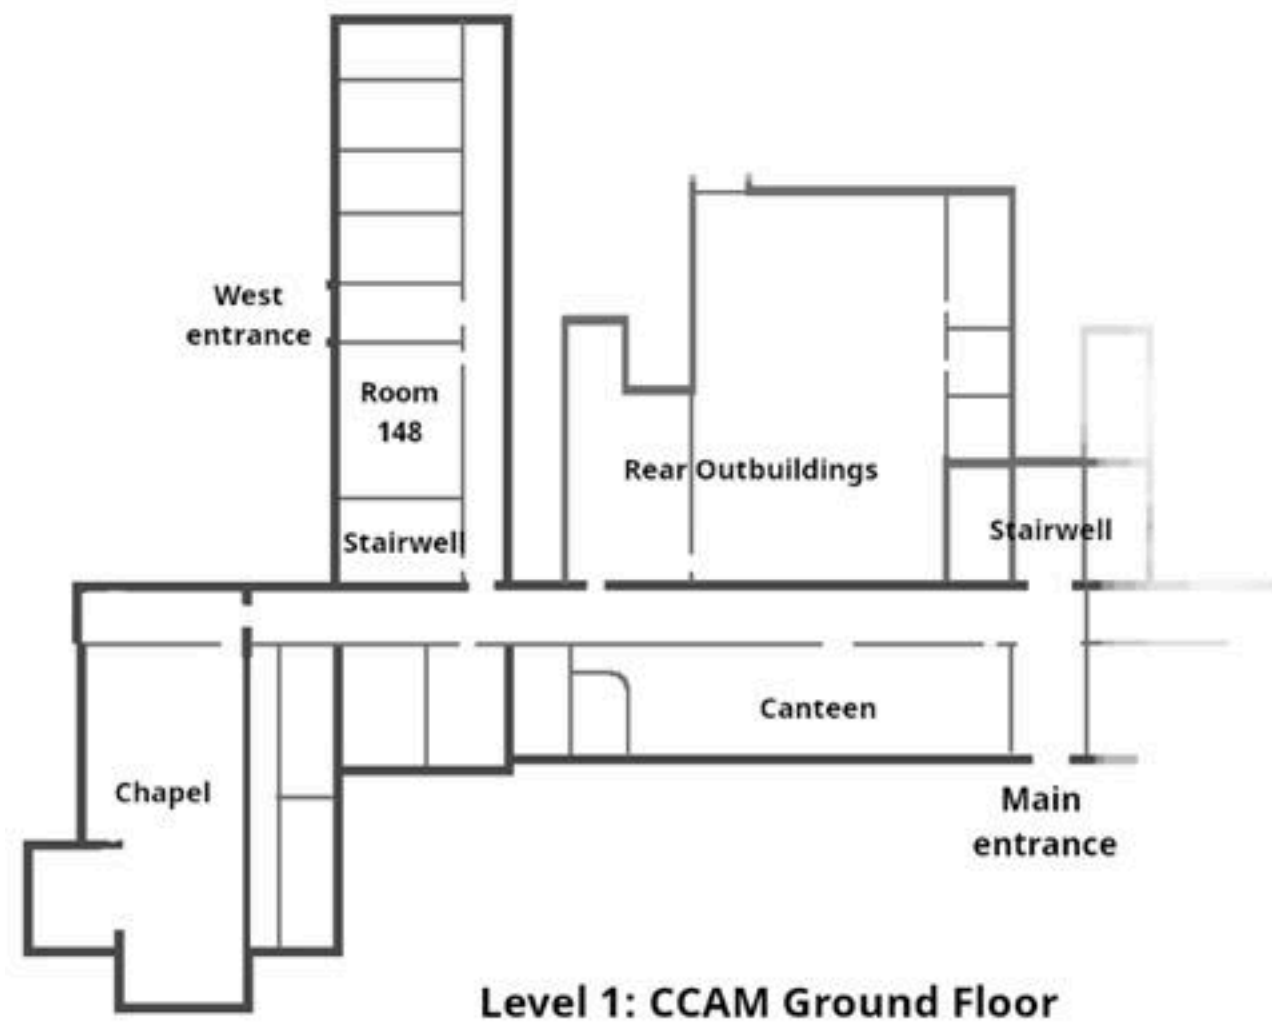 West
entrance
Room
148
Rear Outbuildings
Stairwell
Stairwell
Canteen
Chapel
Main
entrance
Level 1: CCAM Ground Floor